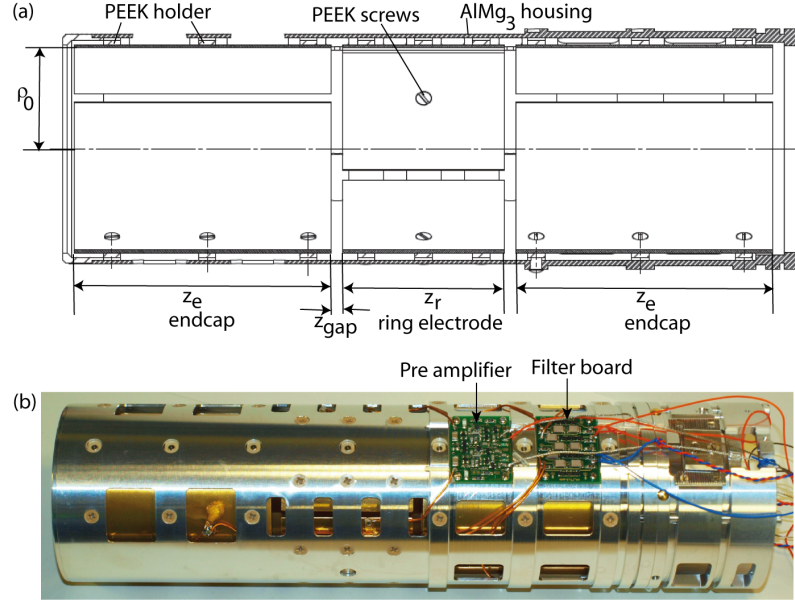 (a)
PEEK holder
PEEK screws
AlMg3 housing
ρ0
ze
endcap
zgap
zr
ring electrode
ze
endcap
Pre amplifier
Filter board
(b)